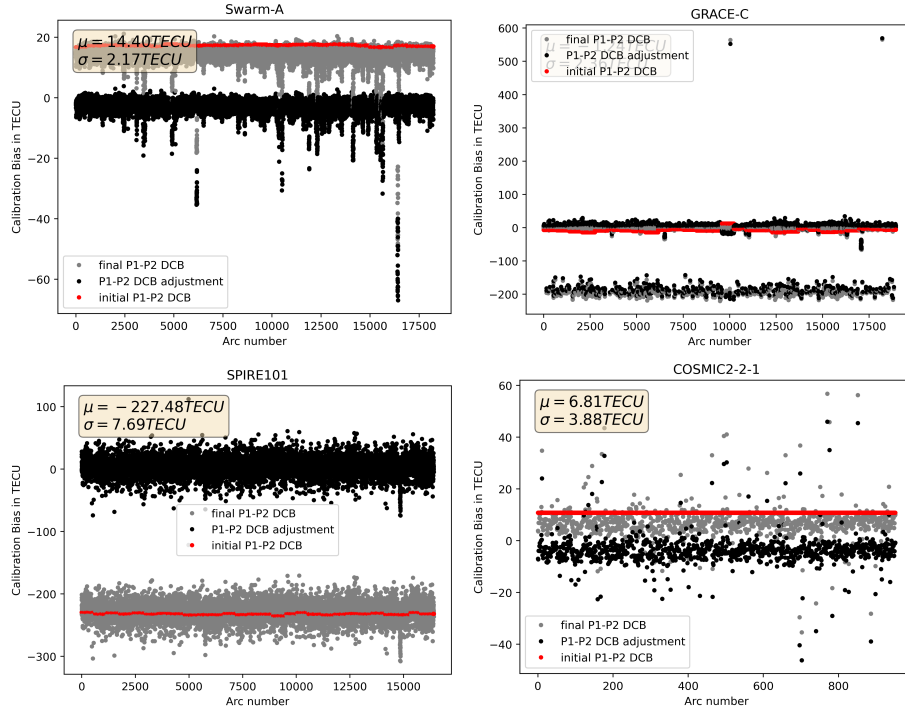 Swarm-A
μ = 14.40TECU
σ = 2.17TECU
20
0
−20
−40
−60
Calibration Bias in TECU
final P1-P2 DCB
P1-P2 DCB adjustment
initial P1-P2 DCB
0 2500 5000 7500 10000 12500 15000 17500
Arc number
GRACE-C
final P1-P2 DCB
P1-P2 DCB adjustment
initial P1-P2 DCB
600
500
400
300
200
100
0
−100
−200
Calibration Bias in TECU
0 2500 5000 7500 10000 12500 15000 17500
Arc number
SPIRE101
μ = −227.48TECU
σ = 7.69TECU
100
0
−100
−200
−300
Calibration Bias in TECU
final P1-P2 DCB
P1-P2 DCB adjustment
initial P1-P2 DCB
0 2500 5000 7500 10000 12500 15000
Arc number
COSMIC2-2-1
μ = 6.81TECU
σ = 3.88TECU
60
40
20
0
−20
−40
Calibration Bias in TECU
final P1-P2 DCB
P1-P2 DCB adjustment
initial P1-P2 DCB
0 200 400 600 800
Arc number